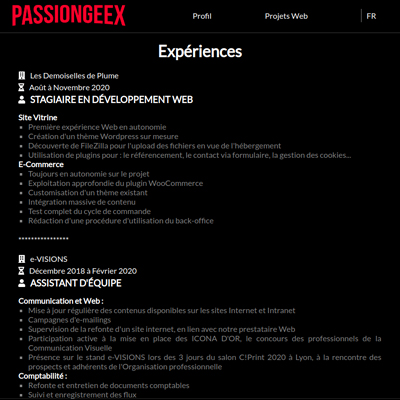 PASSIONGEEX
Profil
Projets Web
FR
Expériences
Les Demoiselles de Plume
Août à Novembre 2020
STAGIAIRE EN DÉVELOPPEMENT WEB
Site Vitrine
Première expérience Web en autonomie
Création d'un thème Wordpress sur mesure
Découverte de FileZilla pour l'upload des fichiers en vue de l'hébergement
Utilisation de plugins pour : le référencement, le contact via formulaire, la gestion des cookies...
E-Commerce
Toujours en autonomie sur le projet
Exploitation approfondie du plugin WooCommerce
Customisation d'un thème existant
Intégration massive de contenu
Test complet du cycle de commande
Rédaction d'une procédure d'utilisation du back-office
****************
e-VISIONS
Décembre 2018 à Février 2020
ASSISTANT D'ÉQUIPE
Communication et Web :
Mise à jour régulière des contenus disponibles sur les sites Internet et Intranet
Campagnes d'e-mailings
Supervision de la refonte d'un site internet, en lien avec notre prestataire Web
Participation active à la mise en place des ICONA D'OR, le concours des professionnels de la
Communication Visuelle
Présence sur le stand e-VISIONS lors des 3 jours du salon C!Print 2020 à Lyon, à la rencontre des
prospects et adhérents de l'Organisation professionnelle
Comptabilité :
Refonte et entretien de documents comptables
Suivi et enregistrement des flux